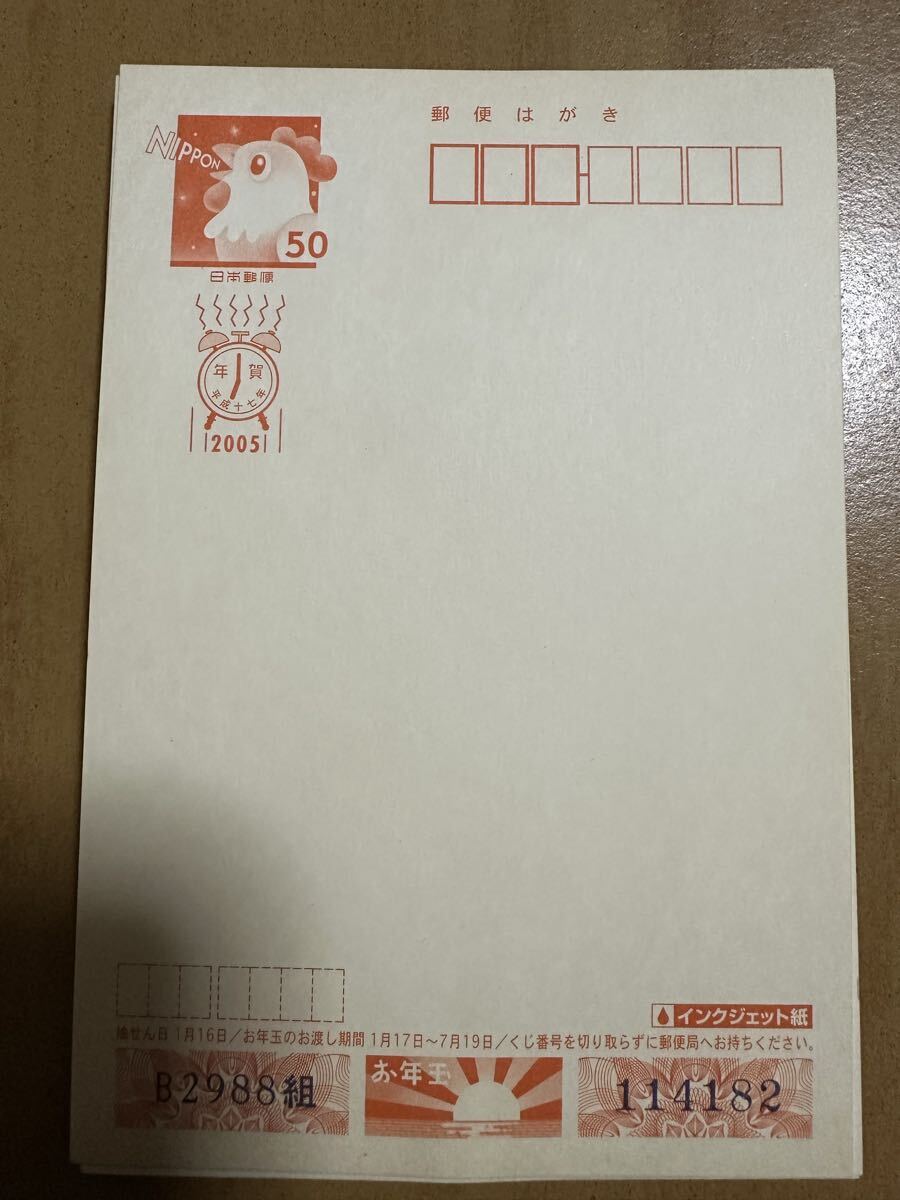 郵便はがき
NIPPON
50
日本郵便
年賀
平成十七年
2005
インクジェット紙
抽せん日 1月16日/お年玉のお渡し期間 1月17日〜7月19日/くじ番号を切り取らずに郵便局へお持ちください。
B2988組
お年玉
114182